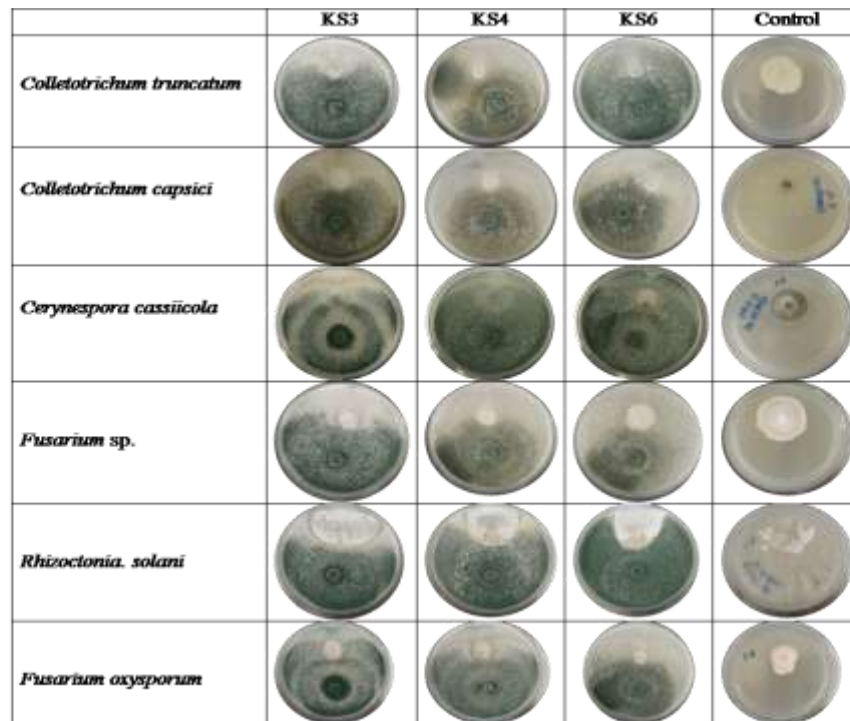 KS3 KS4 KS6 Control
Colletotrichum truncatum
Colletotrichum capsici
Cerynespora cassiicola
Fusarium sp.
Rhizoctonia. solani
Fusarium oxysporum